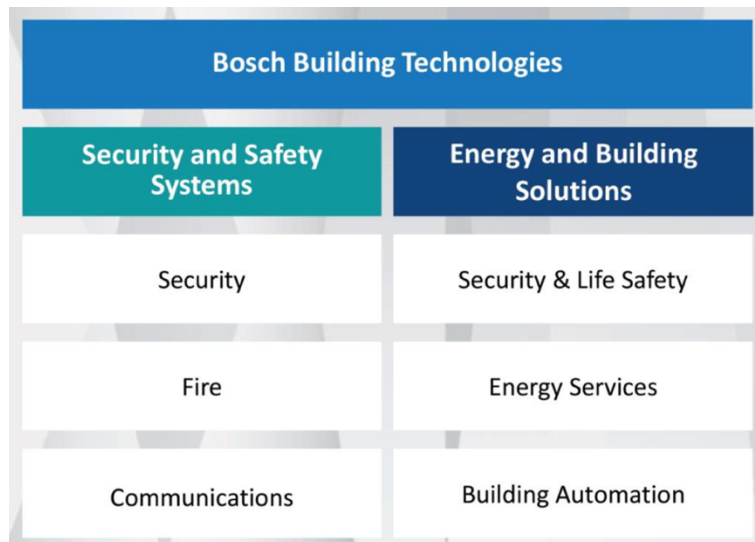 Bosch Building Technologies
Security and Safety
Systems
Energy and Building
Solutions
Security
Security & Life Safety
Fire
Energy Services
Communications
Building Automation